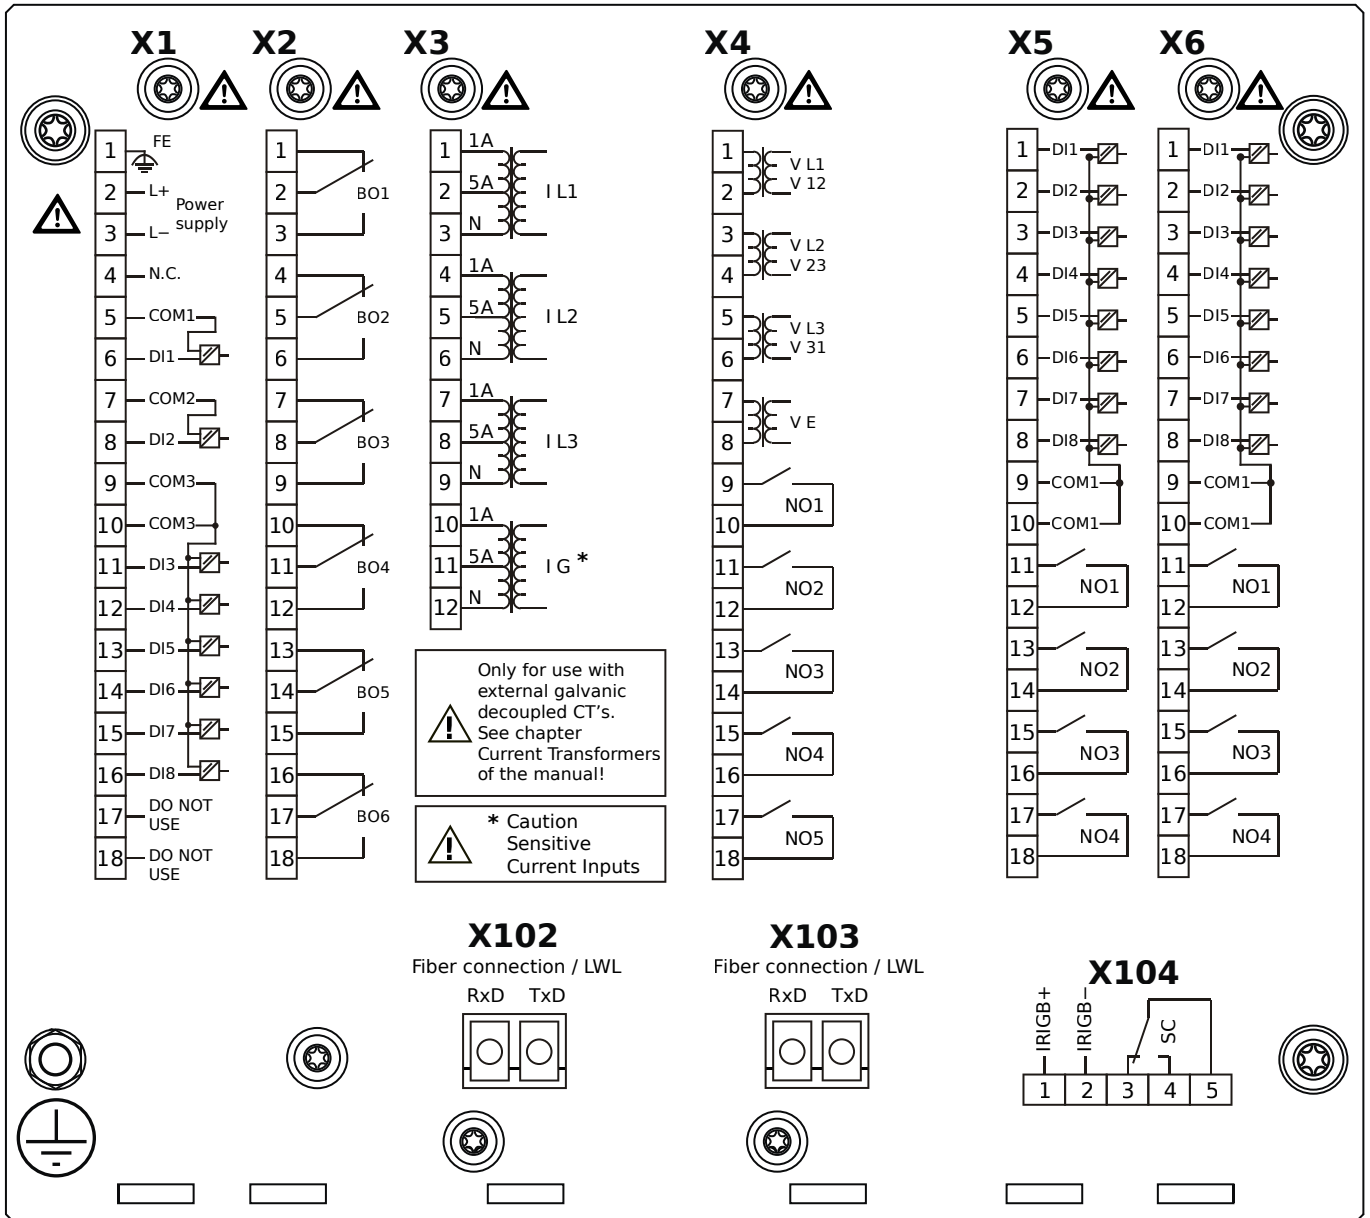 X1
X2
X3
X4
X5
X6
1 FE
2 L+
Power
supply
3 L−
4 N.C.
5 COM1
6 DI1
7 COM2
8 DI2
9 COM3
10 COM3
11 DI3
12 DI4
13 DI5
14 DI6
15 DI7
16 DI8
17 DO NOT
USE
18 DO NOT
USE
1
2 BO1
3
4
5 BO2
6
7
8 BO3
9
10
11 BO4
12
13
14 BO5
15
16
17 BO6
18
1 1A
2 5A I L1
3 N
4 1A
5 5A I L2
6 N
7 1A
8 5A I L3
9 N
10 1A
11 5A I G *
12 N
Only for use with
external galvanic
decoupled CT's.
See chapter
Current Transformers
of the manual!
* Caution
Sensitive
Current Inputs
1 V L1
2 V 12
3 V L2
4 V 23
5 V L3
6 V 31
7
V E
8
9
NO1
10
11
NO2
12
13
NO3
14
15
NO4
16
17
NO5
18
1 DI1
2 DI2
3 DI3
4 DI4
5 DI5
6 DI6
7 DI7
8 DI8
9 COM1
10 COM1
11
NO1
12
13
NO2
14
15
NO3
16
17
NO4
18
1 DI1
2 DI2
3 DI3
4 DI4
5 DI5
6 DI6
7 DI7
8 DI8
9 COM1
10 COM1
11
NO1
12
13
NO2
14
15
NO3
16
17
NO4
18
X102
Fiber connection / LWL
RxD TxD
X103
Fiber connection / LWL
RxD TxD
X104
IRIGB+
IRIGB−
SC
1 2 3 4 5